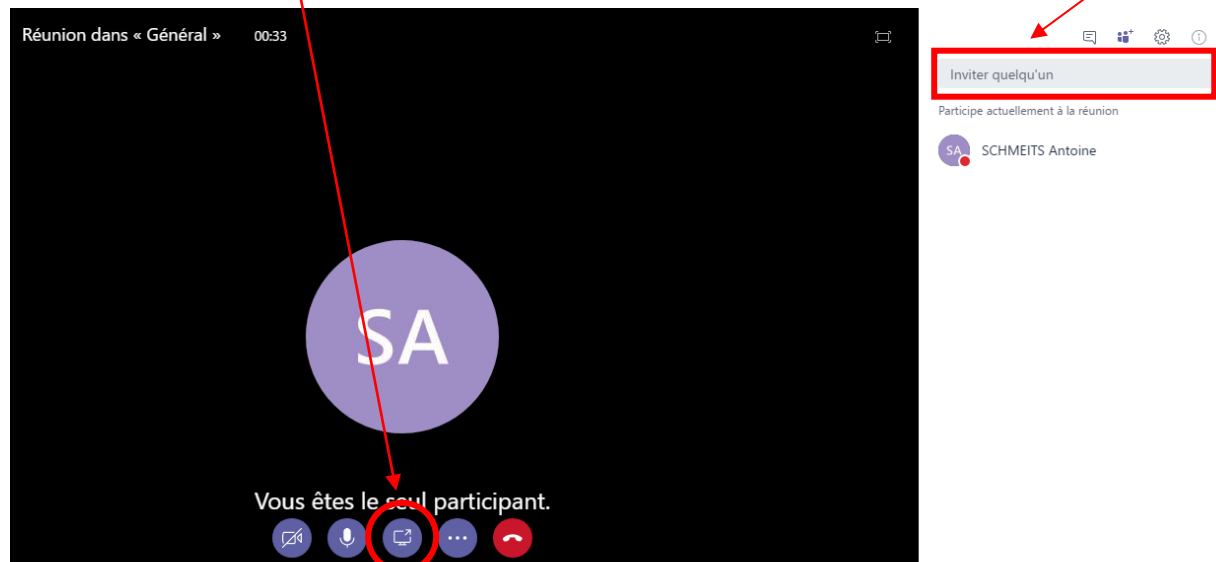 Réunion dans « Général » 00:33
Inviter quelqu'un
Participe actuellement à la réunion
SA SCHMEITS Antoine
SA
Vous êtes le seul participant.